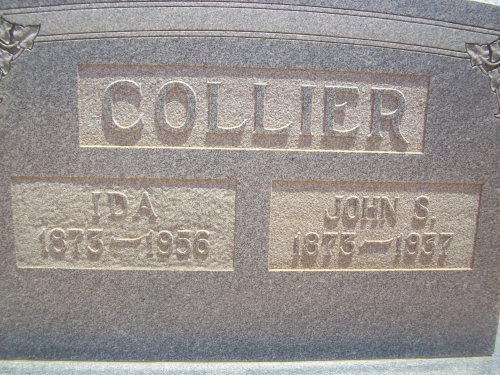 COLLIER
IDA
1873—1956
JOHN S.
1873—1937